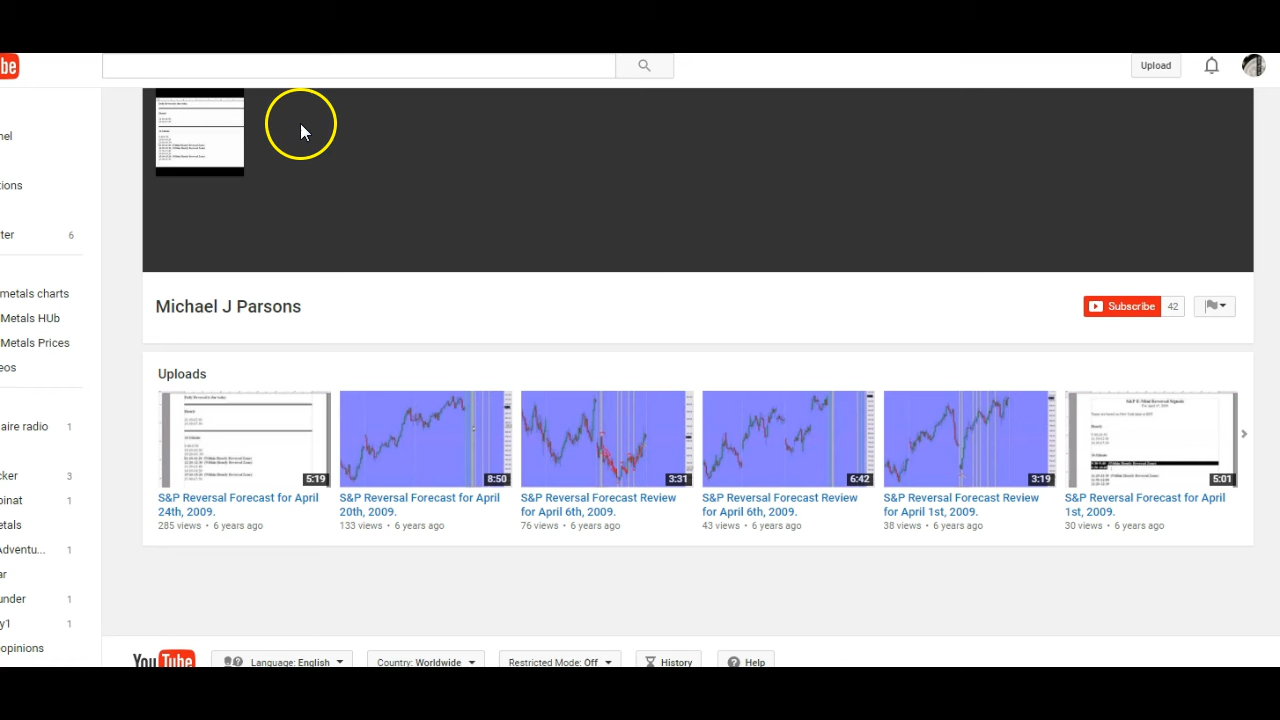 be
Upload
nel
tions
ter 6
metals charts
Metals HUb
Metals Prices
eos
aire radio 1
cker 3
pinat 1
etals
Adventu... 1
ar
under 1
y1 1
opinions
Michael J Parsons
Subscribe 42
Uploads
5:19
8:50
3:31
6:42
3:19
S&P E-Mini Reversal Signals
5:01
S&P Reversal Forecast for April 24th, 2009.
285 views • 6 years ago
S&P Reversal Forecast for April 20th, 2009.
133 views • 6 years ago
S&P Reversal Forecast Review for April 6th, 2009.
76 views • 6 years ago
S&P Reversal Forecast Review for April 6th, 2009.
43 views • 6 years ago
S&P Reversal Forecast Review for April 1st, 2009.
38 views • 6 years ago
S&P Reversal Forecast for April 1st, 2009.
30 views • 6 years ago
YouTube
Language: English
Country: Worldwide
Restricted Mode: Off
History
Help